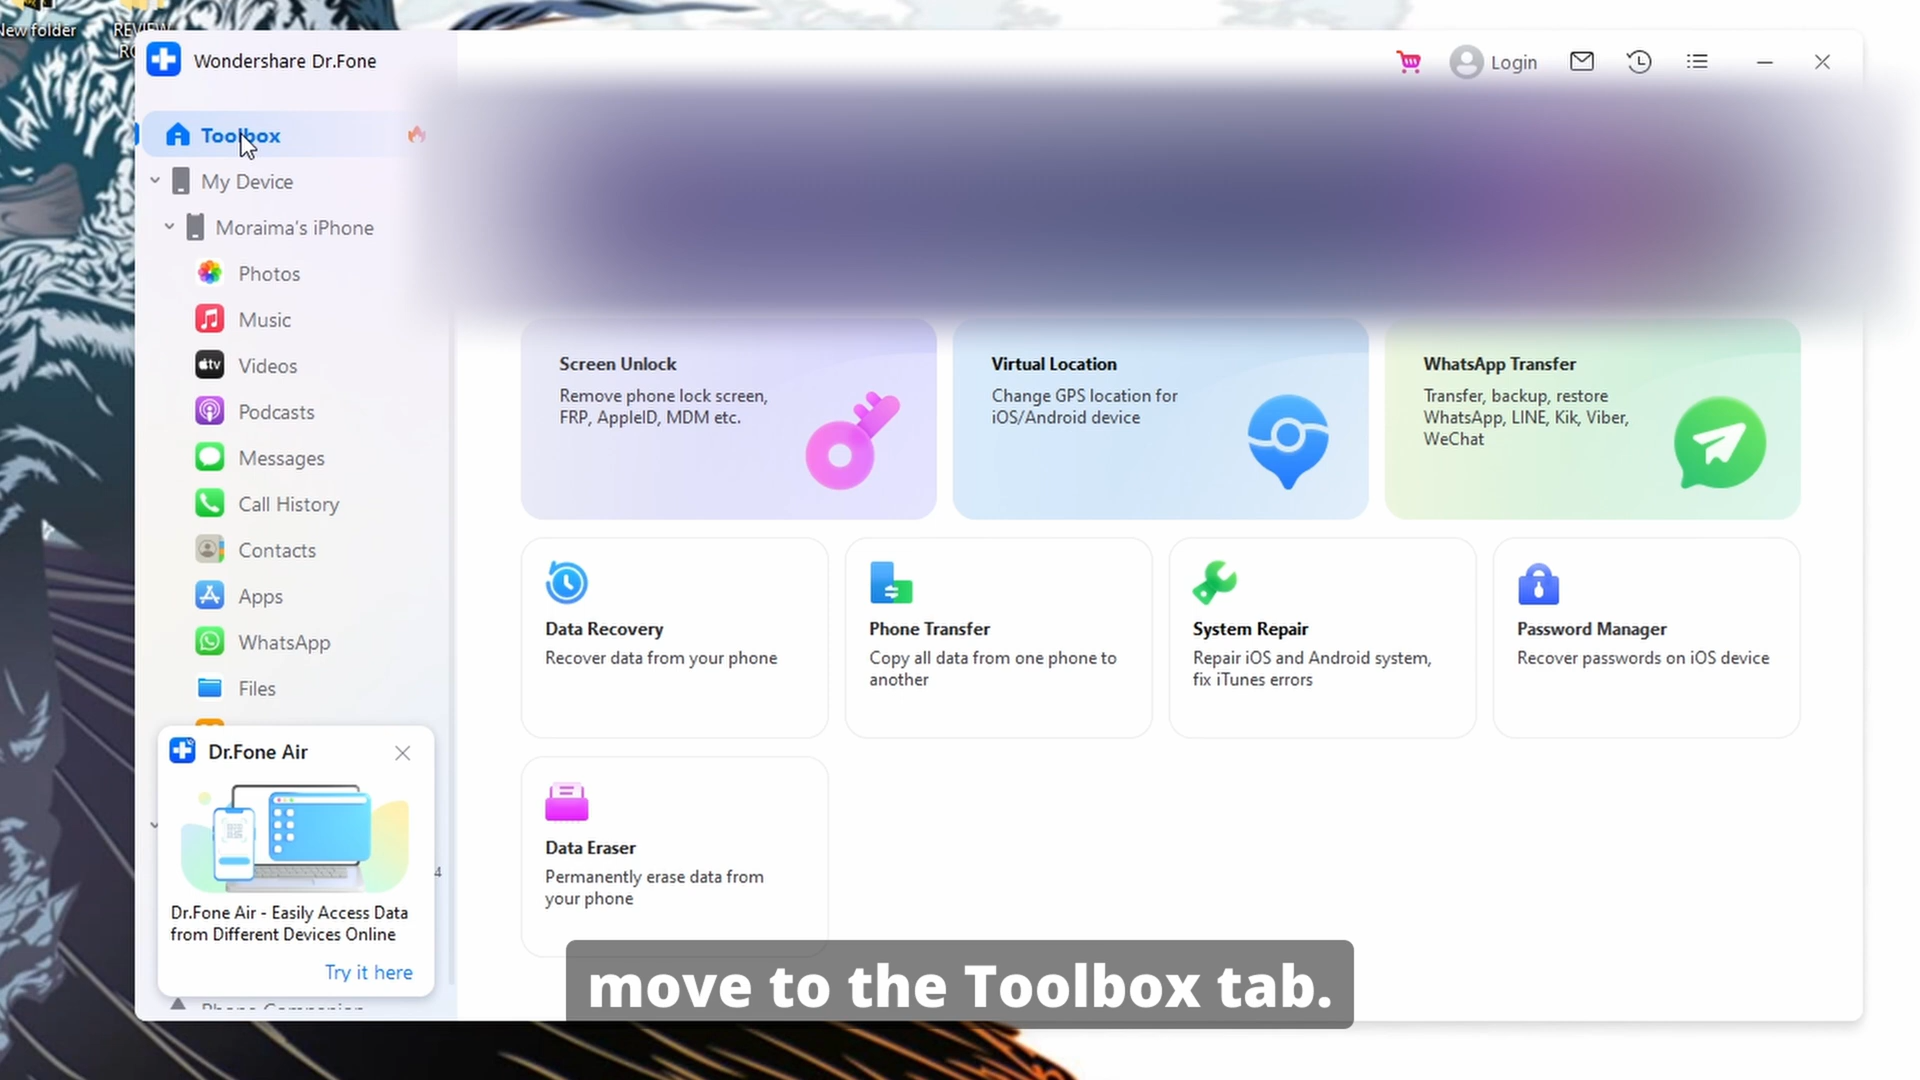 New folder
REVIEW
Wondershare Dr.Fone
Login
Toolbox
My Device
Moraima's iPhone
Photos
Music
Videos
Podcasts
Messages
Call History
Contacts
Apps
WhatsApp
Files
Dr.Fone Air
Dr.Fone Air - Easily Access Data
from Different Devices Online
Try it here
4
Phone Companion
Screen Unlock
Remove phone lock screen,
FRP, AppleID, MDM etc.
Virtual Location
Change GPS location for
iOS/Android device
WhatsApp Transfer
Transfer, backup, restore
WhatsApp, LINE, Kik, Viber,
WeChat
Data Recovery
Recover data from your phone
Phone Transfer
Copy all data from one phone to
another
System Repair
Repair iOS and Android system,
fix iTunes errors
Password Manager
Recover passwords on iOS device
Data Eraser
Permanently erase data from
your phone
move to the Toolbox tab.